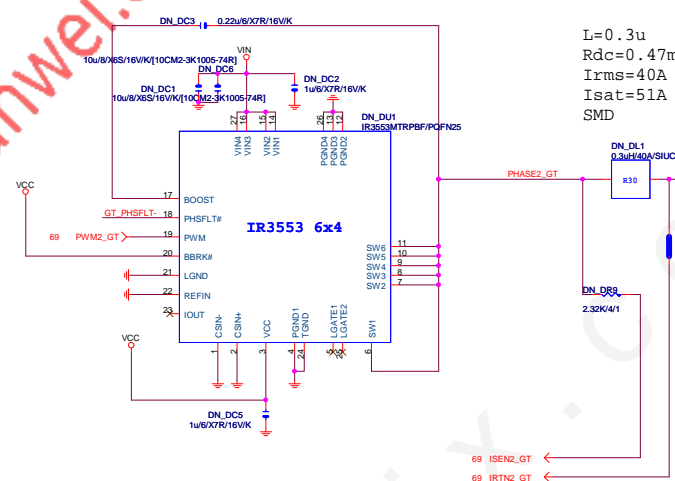 DN_DC3 0.22u/6/X7R/16V/K
VIN
10u/8/X6S/16V/K/[10CM2-3K1005-74R]
DN_DC6
DN_DC1
10u/8/X6S/16V/K/[10CM2-3K1005-74R]
DN_DC2
1u/6/X7R/16V/K
L=0.3u
Rdc=0.47m
Irms=40A
Isat=51A
SMD
DN_DU1
IR3553MTRPBF/PQFN25
27 16 15 14 26 13 12
VIN4 VIN3 VIN2 VIN1 PGND4 PGND3 PGND2
DN_DL1
0.3uH/40A/SIUC
R30
PHASE2_GT
VCC
17 BOOST
GT_PHSFLT- 18 PHSFLT#
69 PWM2_GT 19 PWM
20 BBRK#
21 LGND
22 REFIN
23 IOUT
IR3553 6x4
SW6 11
SW5 10
SW4 9
SW3 8
SW2 7
CSIN- CSIN+ VCC PGND1 TGND LGATE1 LGATE2 SW1
1 2 3 4 24 5 25 6
VCC
DN_DR9
2.32K/4/1
DN_DC5
1u/6/X7R/16V/K
69 ISEN2_GT
69 IRTN2_GT